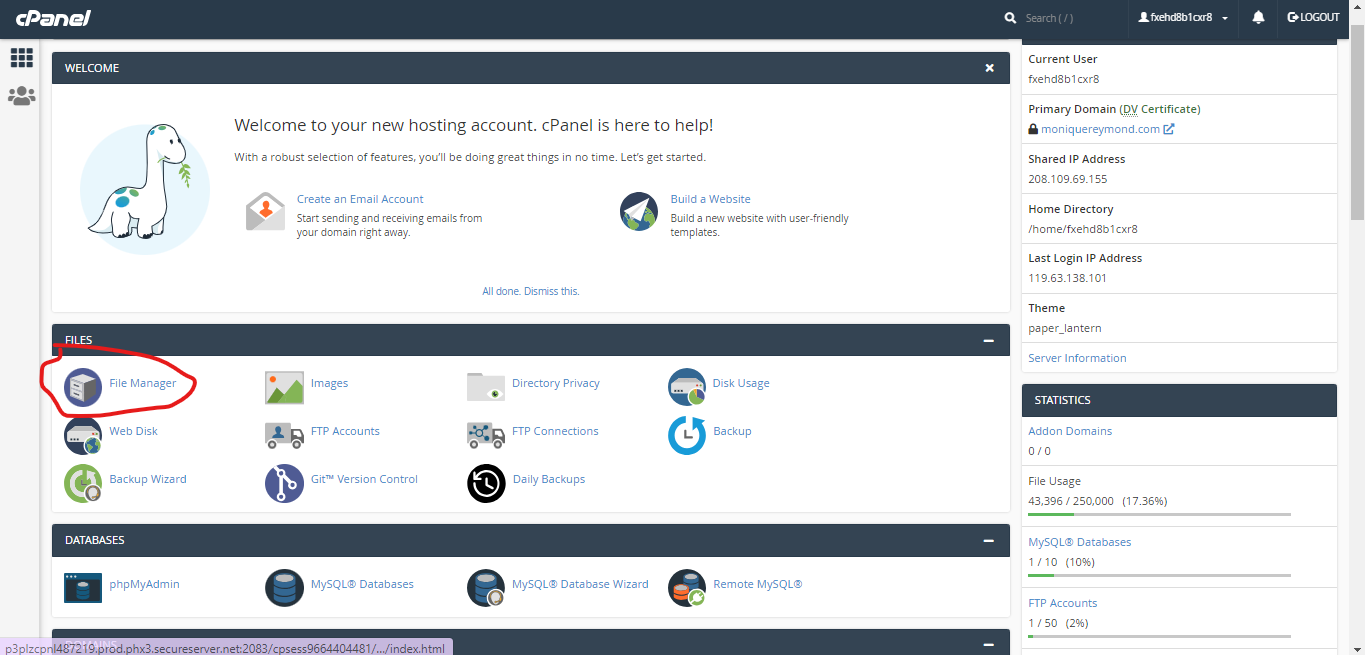 cPanel
Search ( / )
fxehd8b1cxr8
LOGOUT
WELCOME
Welcome to your new hosting account. cPanel is here to help!
With a robust selection of features, you’ll be doing great things in no time. Let’s get started.
Create an Email Account
Start sending and receiving emails from
your domain right away.
Build a Website
Build a new website with user-friendly
templates.
All done. Dismiss this.
FILES
File Manager
Images
Directory Privacy
Disk Usage
Web Disk
FTP Accounts
FTP Connections
Backup
Backup Wizard
Git™ Version Control
Daily Backups
DATABASES
phpMyAdmin
MySQL® Databases
MySQL® Database Wizard
Remote MySQL®
DOMAINS
p3plzcpnl487219.prod.phx3.secureserver.net:2083/cpsess9664404481/.../index.html
Current User
fxehd8b1cxr8
Primary Domain (DV Certificate)
moniquereymond.com
Shared IP Address
208.109.69.155
Home Directory
/home/fxehd8b1cxr8
Last Login IP Address
119.63.138.101
Theme
paper_lantern
Server Information
STATISTICS
Addon Domains
0 / 0
File Usage
43,396 / 250,000 (17.36%)
MySQL® Databases
1 / 10 (10%)
FTP Accounts
1 / 50 (2%)